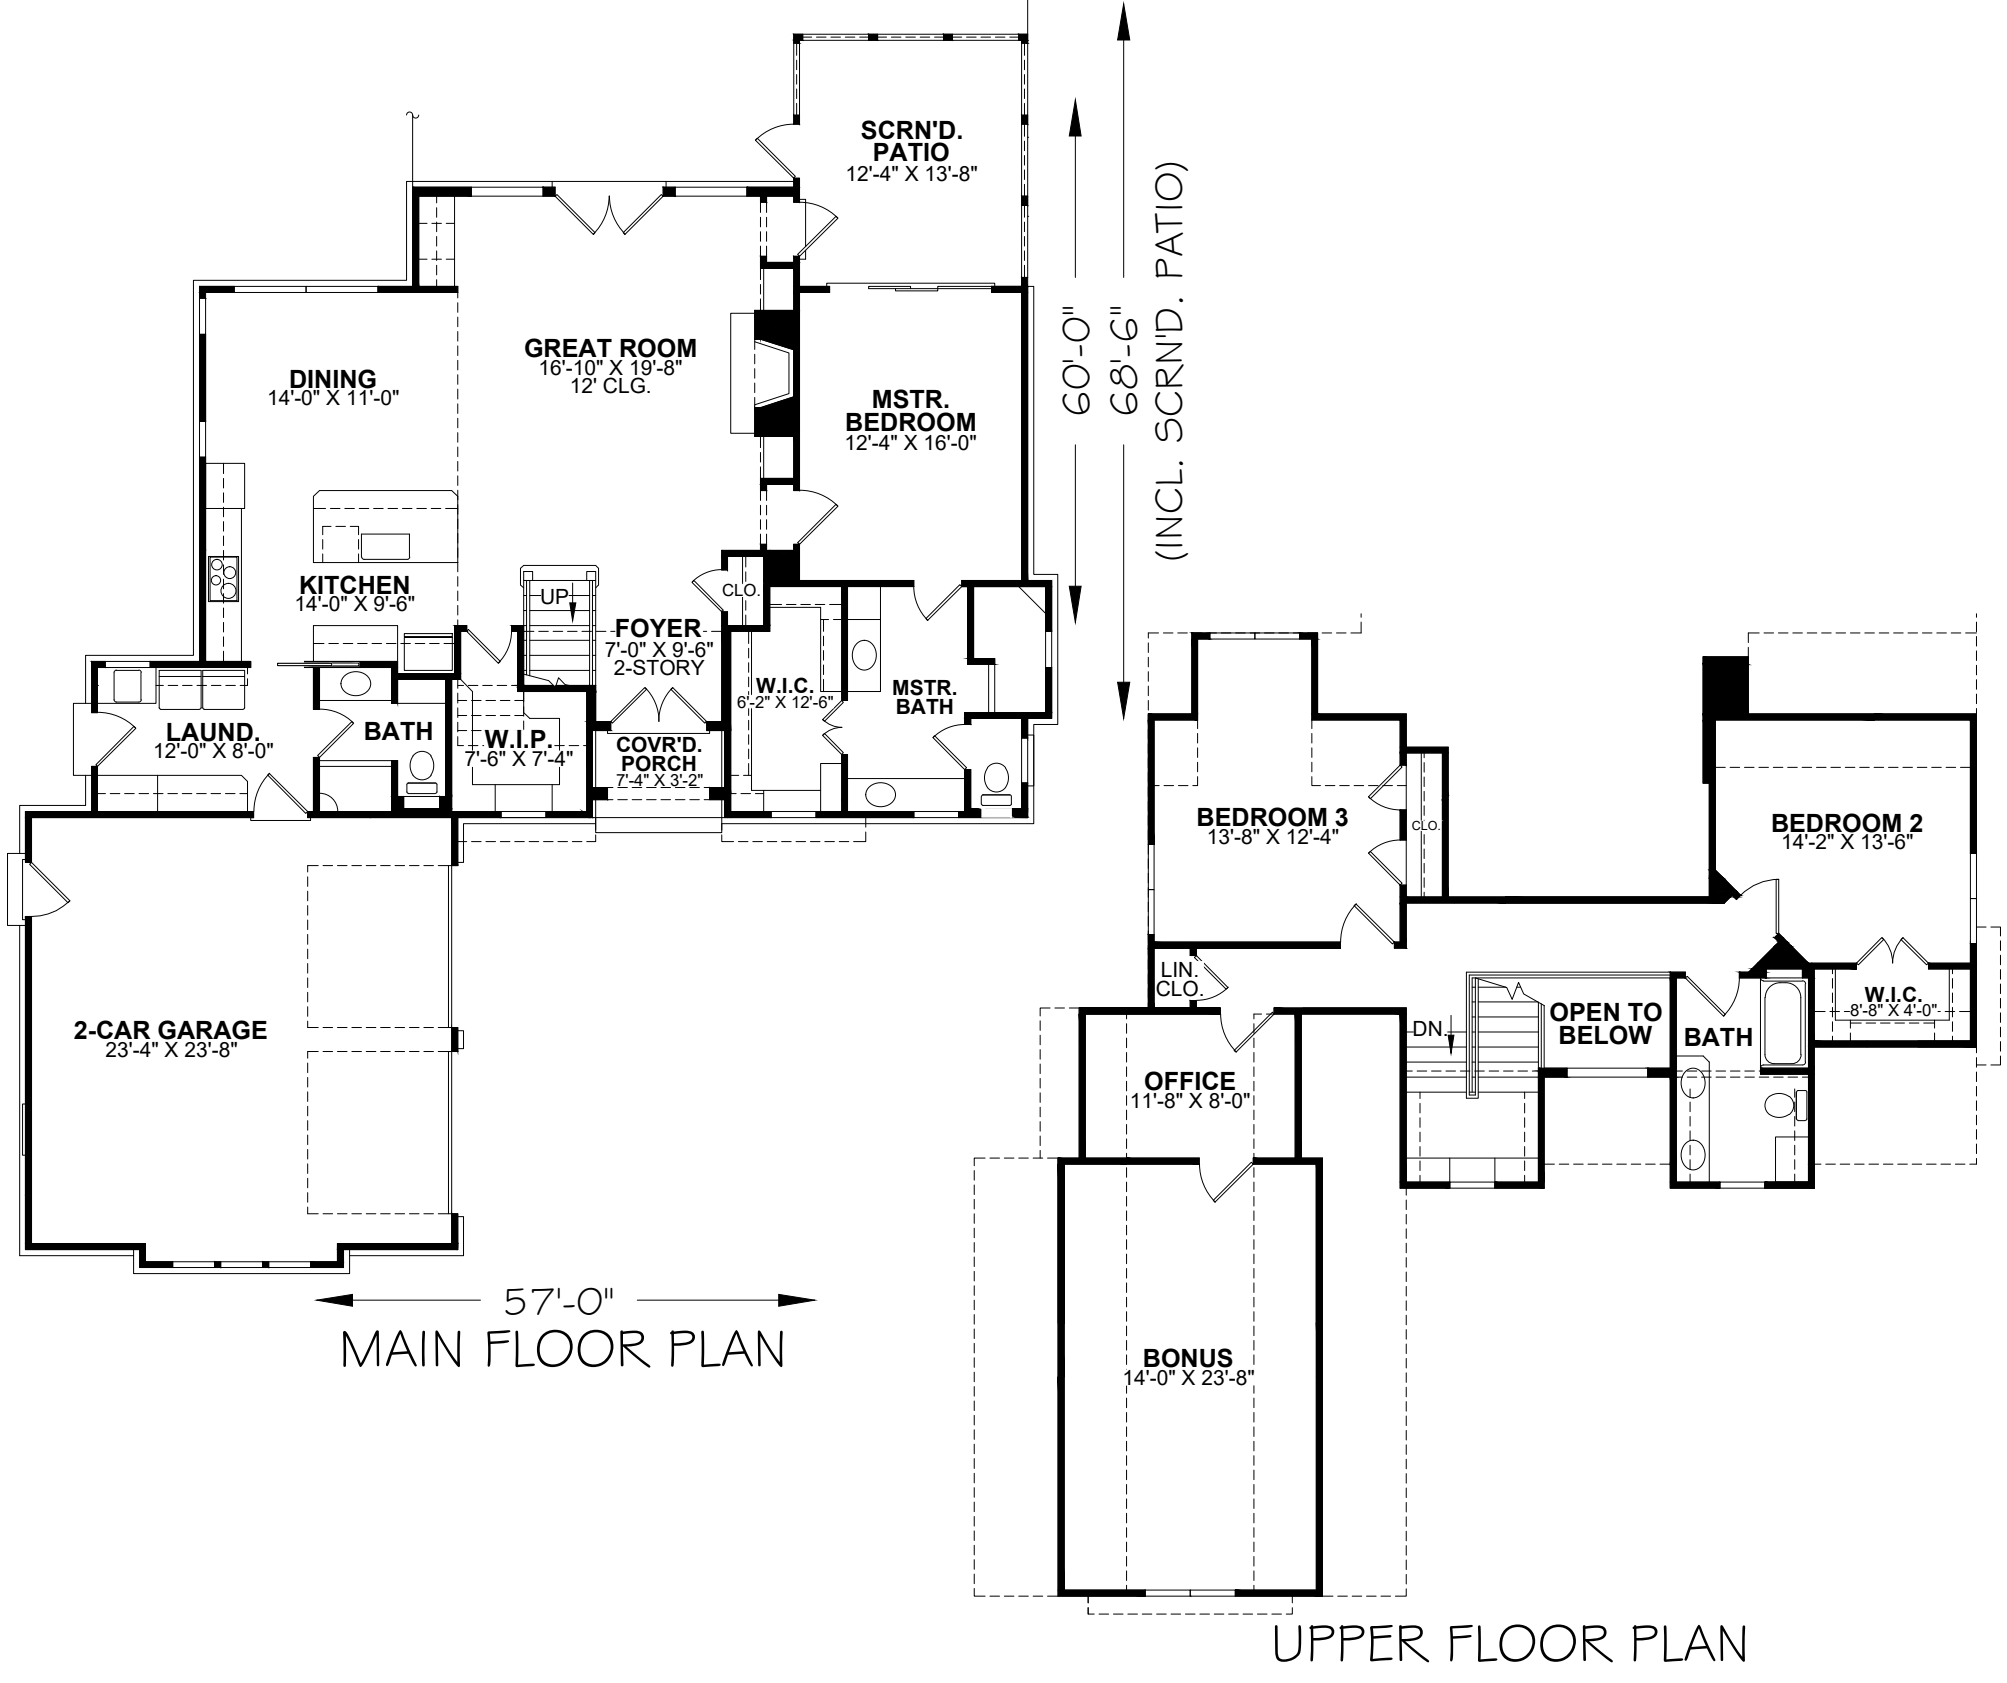 SCRN'D.
PATIO
12'-4" X 13'-8"
GREAT ROOM
16'-10" X 19'-8"
12' CLG.
DINING
14'-0" X 11'-0"
MSTR.
BEDROOM
12'-4" X 16'-0"
60'-0"
68'-6"
(INCL. SCRN'D. PATIO)
KITCHEN
14'-0" X 9'-6"
UP
CLO.
FOYER
7'-0" X 9'-6"
2-STORY
W.I.C.
6'-2" X 12'-6"
MSTR.
BATH
LAUND.
12'-0" X 8'-0"
BATH
W.I.P.
7'-6" X 7'-4"
COVR'D.
PORCH
7'-4" X 3'-2"
2-CAR GARAGE
23'-4" X 23'-8"
57'-0"
MAIN FLOOR PLAN
BEDROOM 3
13'-8" X 12'-4"
CLO.
BEDROOM 2
14'-2" X 13'-6"
LIN.
CLO.
W.I.C.
8'-8" X 4'-0"
DN.
OPEN TO
BELOW
BATH
OFFICE
11'-8" X 8'-0"
BONUS
14'-0" X 23'-8"
UPPER FLOOR PLAN